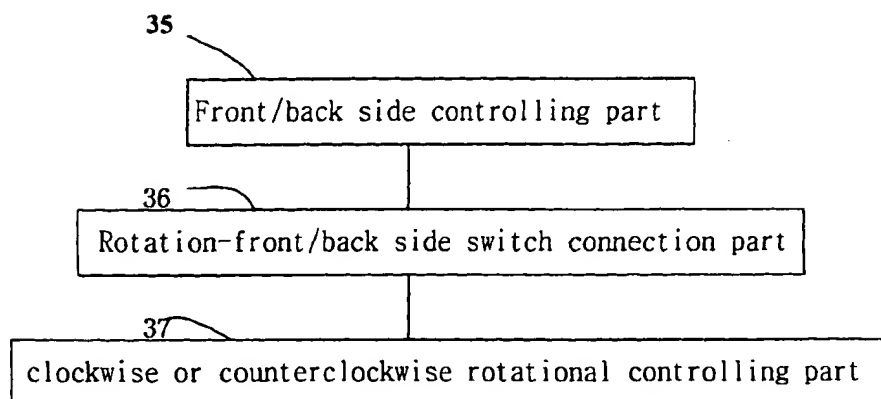 35
Front/back side controlling part
36
Rotation-front/back side switch connection part
37
clockwise or counterclockwise rotational controlling part